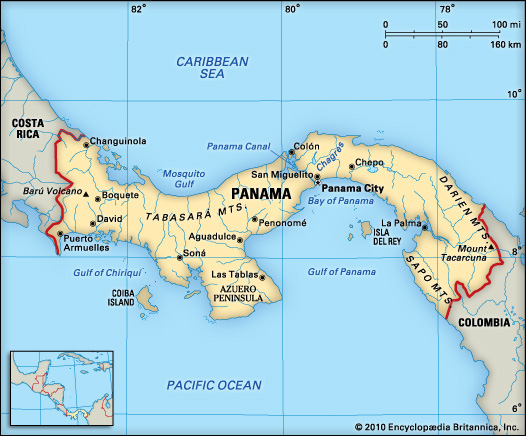 82
80
78
0 50 100 mi
0 80 160 km
CARIBBEAN
SEA
10
COSTA
RICA
Changuinola
Panama Canal
Colón
Chagres
Mosquito
Gulf
San Miguelito
Chepo
Barú Volcano
Boquete
PANAMA
Panama City
Bay of Panama
DARIEN MTS.
TABASARÁ MTS.
David
Penonomé
La Palma
ISLA
DEL REY
Puerto
Armuelles
Aguadulce
Mount
Tacarcuna
8°
Soná
Gulf of Chiriquí
Las Tablas
Gulf of Panama
SAPO MTS.
COIBA
ISLAND
AZUERO
PENINSULA
COLOMBIA
PACIFIC OCEAN
6°
© 2010 Encyclopædia Britannica, Inc.